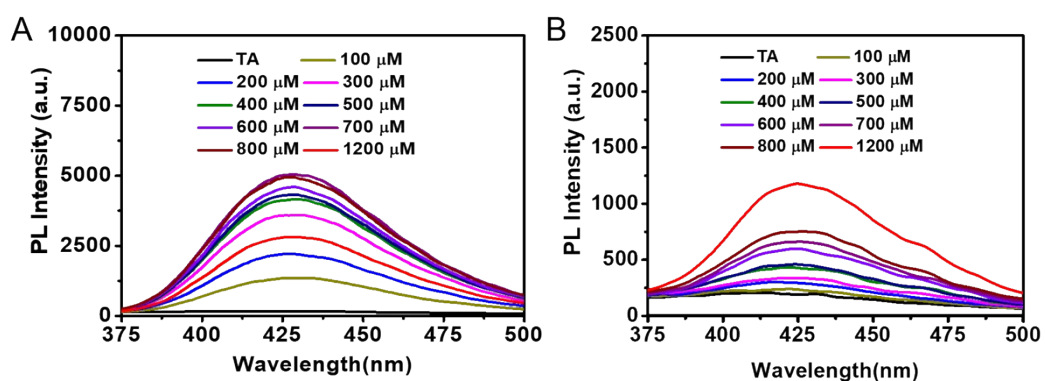 A
10000
7500
5000
2500
0
PL Intensity (a.u.)
TA 100 μM
200 μM 300 μM
400 μM 500 μM
600 μM 700 μM
800 μM 1200 μM
375 400 425 450 475 500
Wavelength(nm)
B
2500
2000
1500
1000
500
0
PL Intensity (a.u.)
TA 100 μM
200 μM 300 μM
400 μM 500 μM
600 μM 700 μM
800 μM 1200 μM
375 400 425 450 475 500
Wavelength(nm)